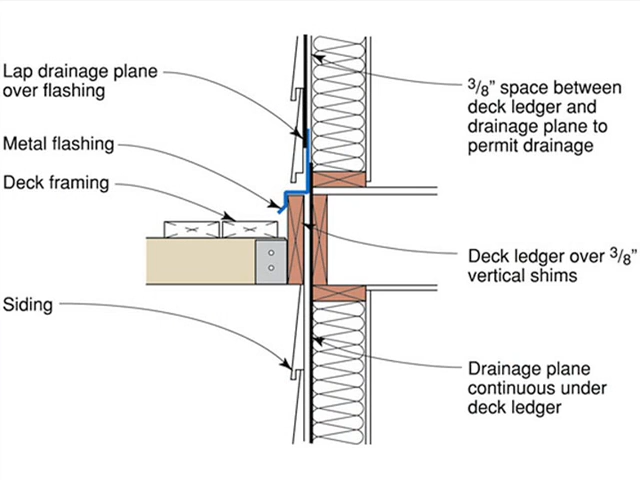 Lap drainage plane
over flashing
Metal flashing
Deck framing
Siding
3/8” space between
deck ledger and
drainage plane to
permit drainage
Deck ledger over 3/8”
vertical shims
Drainage plane
continuous under
deck ledger